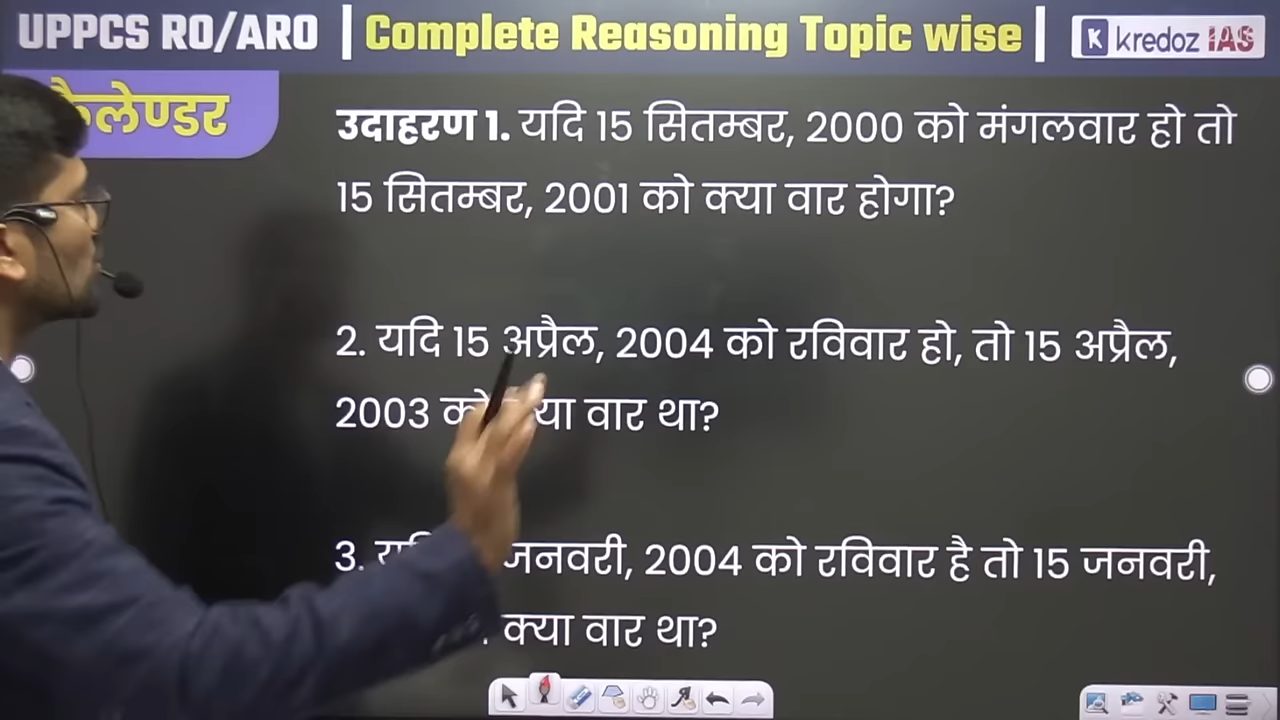 UPPCS RO/ARO | Complete Reasoning Topic wise | K kredoz IAS
कैलेण्डर
उदाहरण 1. यदि 15 सितम्बर, 2000 को मंगलवार हो तो
15 सितम्बर, 2001 को क्या वार होगा?
2. यदि 15 अप्रैल, 2004 को रविवार हो, तो 15 अप्रैल,
2003 को क्या वार था?
3. जनवरी, 2004 को रविवार है तो 15 जनवरी,
क्या वार था?